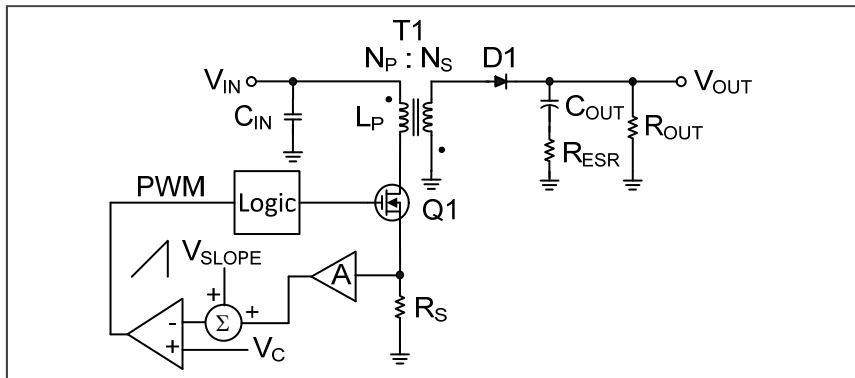 T1
N_P : N_S
D1
V_IN
V_OUT
C_IN
L_P
C_OUT
R_OUT
R_ESR
PWM
Logic
Q1
V_SLOPE
A
+
+
R_S
-
Σ
+
V_C